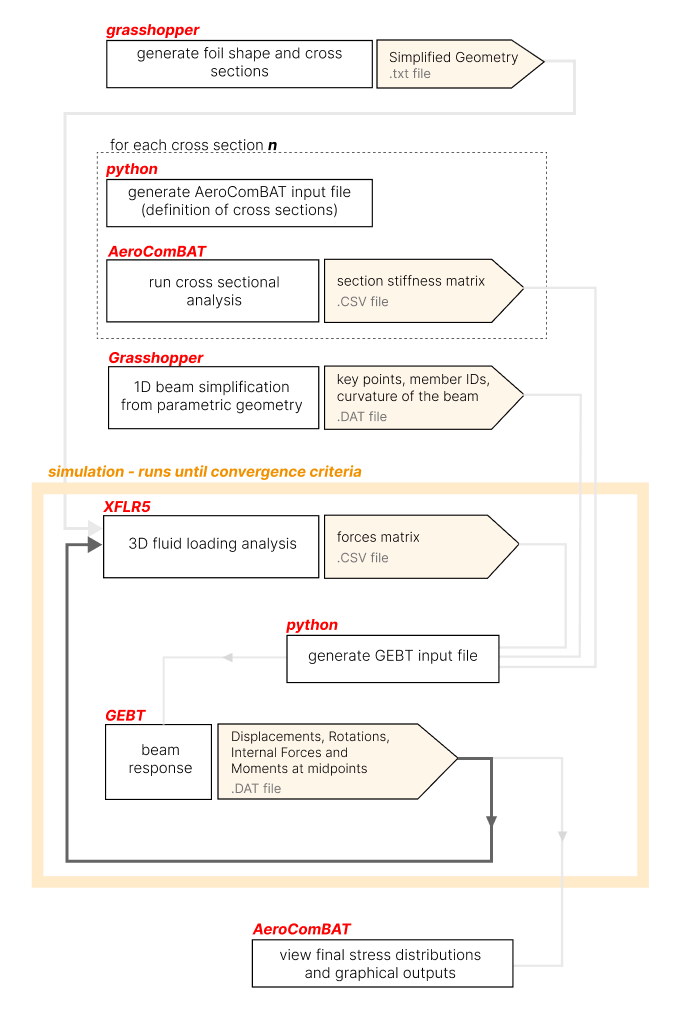 grasshopper
generate foil shape and cross
sections
Simplified Geometry
.txt file
for each cross section n
python
generate AeroComBAT input file
(definition of cross sections)
AeroComBAT
run cross sectional
analysis
section stiffness matrix
.CSV file
Grasshopper
1D beam simplification
from parametric geometry
key points, member IDs,
curvature of the beam
.DAT file
simulation - runs until convergence criteria
XFLR5
3D fluid loading analysis
forces matrix
.CSV file
python
generate GEBT input file
GEBT
beam
response
Displacements, Rotations,
Internal Forces and
Moments at midpoints
.DAT file
AeroComBAT
view final stress distributions
and graphical outputs